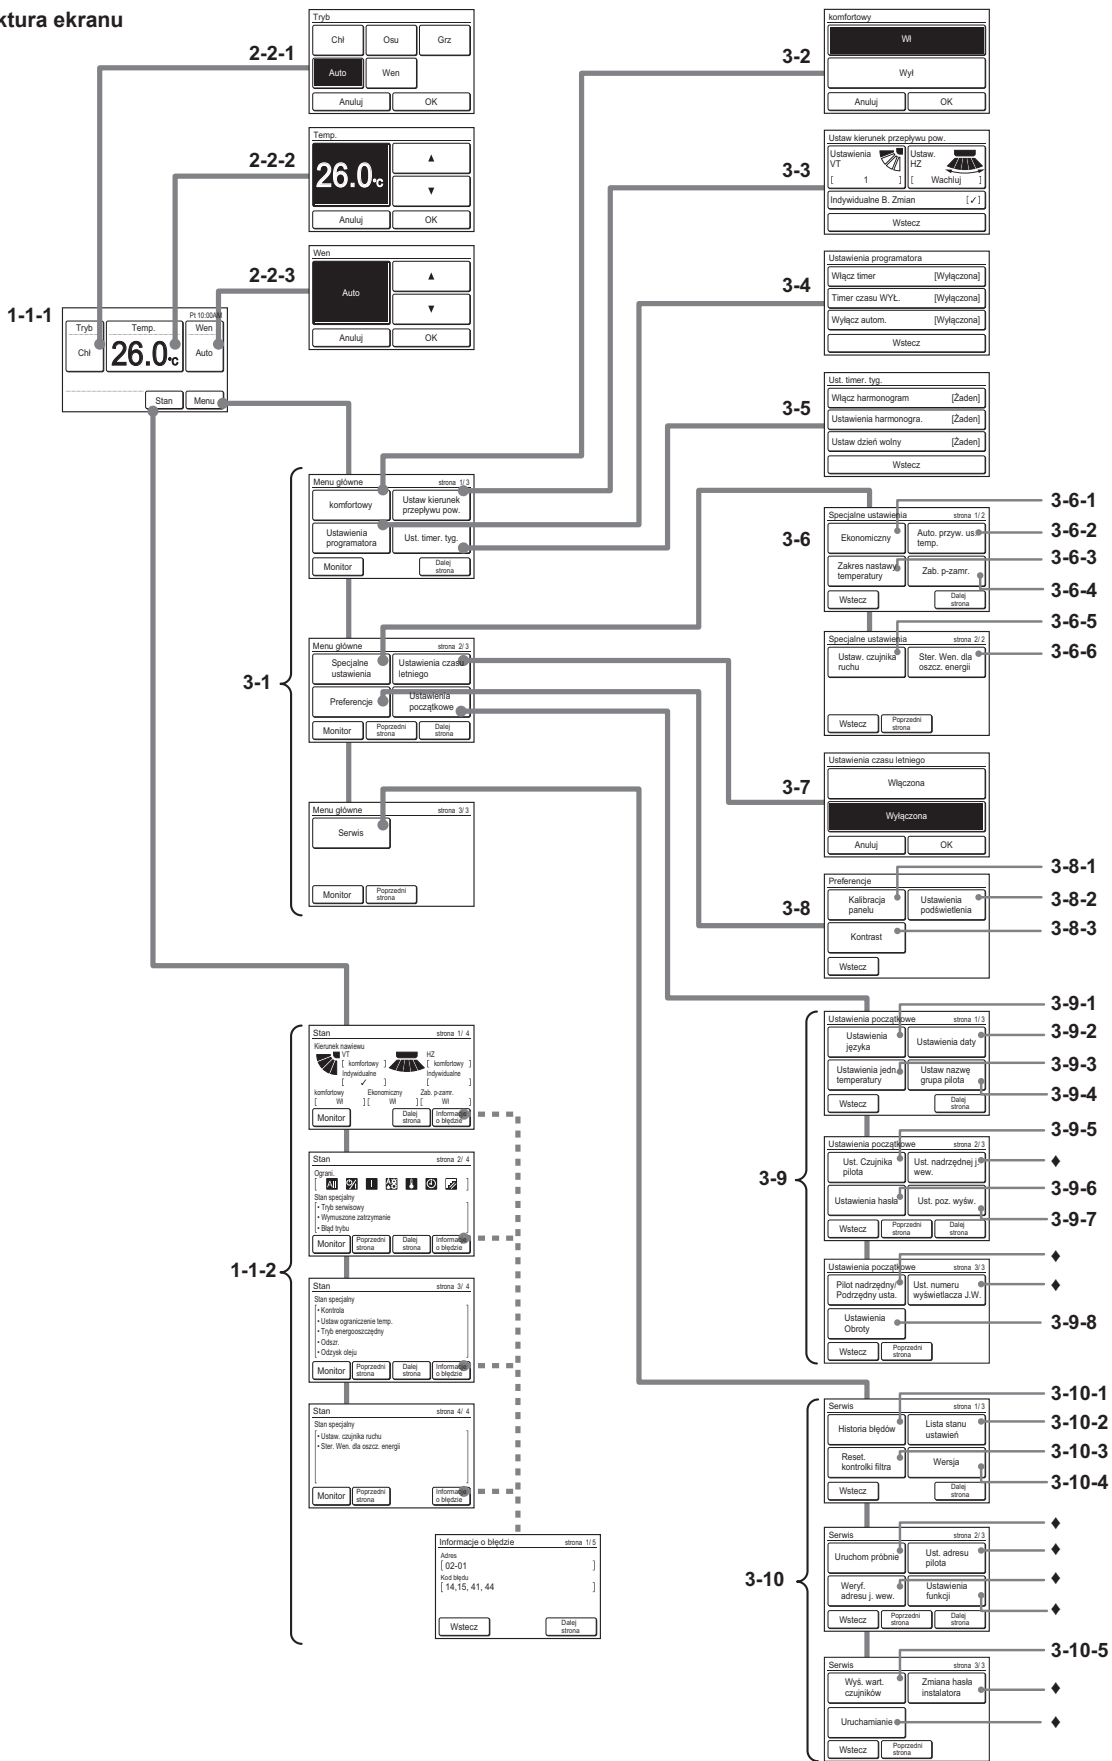 ktura ekranu
1-1-1
Pt 10:00AM
Tryb
Temp.
Wen
Chł
26.0°C
Auto
Stan
Menu
2-2-1
Tryb
Chł
Osu
Grz
Auto
Wen
Anuluj
OK
2-2-2
Temp.
26.0°C
▲
▼
Anuluj
OK
2-2-3
Wen
Auto
▲
▼
Anuluj
OK
3-1
Menu główne
strona 1/3
komfortowy
Ustaw kierunek
przepływu pow.
Ustawienia
programatora
Ust. timer. tyg.
Monitor
Dalej
strona
Menu główne
strona 2/3
Specjalne
ustawienia
Ustawienia czasu
letniego
Preferencje
Ustawienia
początkowe
Monitor
Poprzedni
strona
Dalej
strona
Menu główne
strona 3/3
Serwis
Monitor
Poprzedni
strona
1-1-2
Stan
strona 1/ 4
Kierunek nawiewu
VT
[ komfortowy ]
Indywidualne
[ ✓ ]
HZ
[ komfortowy ]
Indywidualne
[ ]
komfortowy
Ekonomiczny
Zab. p-zamr.
[ Wł ] [ Wł ] [ Wł ]
Monitor
Dalej
strona
Informacje
o błędzie
Stan
strona 2/ 4
Ograni.
[ All ]
Stan specjalny
• Tryb serwisowy
• Wymuszone zatrzymanie
• Błąd trybu
Monitor
Poprzedni
strona
Dalej
strona
Informacje
o błędzie
Stan
strona 3/ 4
Stan specjalny
• Kontrola
• Ustaw ograniczenie temp.
• Tryb energooszczędny
• Odszr.
• Odzysk oleju
Monitor
Poprzedni
strona
Dalej
strona
Informacje
o błędzie
Stan
strona 4/ 4
Stan specjalny
• Ustaw. czujnika ruchu
• Ster. Wen. dla oszcz. energii
Monitor
Poprzedni
strona
Informacje
o błędzie
Informacje o błędzie
strona 1/ 5
Adres
[ 02-01 ]
Kod błędu
[ 14,15, 41, 44 ]
Wstecz
Dalej
strona
3-2
komfortowy
Wł
Wył
Anuluj
OK
3-3
Ustaw kierunek przepływu pow.
Ustawienia
VT
[ 1 ]
Ustaw.
HZ
[ Wachluj ]
Indywidualne B. Zmian [✓]
Wstecz
3-4
Ustawienia programatora
Włącz timer [Wyłączona]
Timer czasu WYŁ. [Wyłączona]
Wyłącz autom. [Wyłączona]
Wstecz
3-5
Ust. timer. tyg.
Włącz harmonogram [Żaden]
Ustawienia harmonogra. [Żaden]
Ustaw dzień wolny [Żaden]
Wstecz
3-6
Specjalne ustawienia
strona 1/ 2
Ekonomiczny
Auto. przyw. us.
temp.
Zakres nastawy
temperatury
Zab. p-zamr.
Wstecz
Dalej
strona
3-6-1
3-6-2
3-6-3
3-6-4
Specjalne ustawienia
strona 2/ 2
Ustaw. czujnika
ruchu
Ster. Wen. dla
oszcz. energii
Wstecz
Poprzedni
strona
3-6-5
3-6-6
3-7
Ustawienia czasu letniego
Włączona
Wyłączona
Anuluj
OK
3-8
Preferencje
Kalibracja
panelu
Ustawienia
podświetlenia
Kontrast
Wstecz
3-8-1
3-8-2
3-8-3
3-9
Ustawienia początkowe
strona 1/ 3
Ustawienia
języka
Ustawienia daty
Ustawienia jedn.
temperatury
Ustaw nazwę
grupa pilota
Wstecz
Dalej
strona
3-9-1
3-9-2
3-9-3
3-9-4
Ustawienia początkowe
strona 2/ 3
Ust. Czujnika
pilota
Ust. nadrzędnej j.
wew.
Ustawienia hasła
Ust. poz. wyśw.
Wstecz
Poprzedni
strona
Dalej
strona
3-9-5
♦
3-9-6
3-9-7
Ustawienia początkowe
strona 3/ 3
Pilot nadrzędny/
Podrzędny usta.
Ust. numeru
wyświetlacza J.W.
Ustawienia
Obroty
Wstecz
Poprzedni
strona
♦
♦
3-9-8
3-10
Serwis
strona 1/ 3
Historia błędów
Lista stanu
ustawień
Reset.
kontrolki filtra
Wersja
Wstecz
Dalej
strona
3-10-1
3-10-2
3-10-3
3-10-4
Serwis
strona 2/ 3
Uruchom próbnie
Ust. adresu
pilota
Weryf.
adresu j. wew.
Ustawienia
funkcji
Wstecz
Poprzedni
strona
Dalej
strona
♦
♦
♦
♦
Serwis
strona 3/ 3
Wyś. wart.
czujników
Zmiana hasła
instalatora
Uruchamianie
Wstecz
Poprzedni
strona
3-10-5
♦
♦